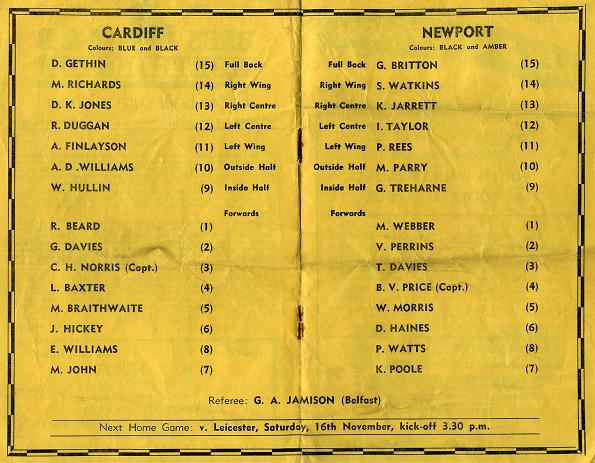 CARDIFF
Colours: BLUE and BLACK
D. GETHIN (15) Full Back
M. RICHARDS (14) Right Wing
D. K. JONES (13) Right Centre
R. DUGGAN (12) Left Centre
A. FINLAYSON (11) Left Wing
A. D .WILLIAMS (10) Outside Half
W. HULLIN (9) Inside Half
Forwards
R. BEARD (1)
G. DAVIES (2)
C. H. NORRIS (Capt.) (3)
L. BAXTER (4)
M. BRAITHWAITE (5)
J. HICKEY (6)
E. WILLIAMS (8)
M. JOHN (7)
NEWPORT
Colours: BLACK and AMBER
Full Back G. BRITTON (15)
Right Wing S. WATKINS (14)
Right Centre K. JARRETT (13)
Left Centre I. TAYLOR (12)
Left Wing P. REES (11)
Outside Half M. PARRY (10)
Inside Half G. TREHARNE (9)
Forwards
M. WEBBER (1)
V. PERRINS (2)
T. DAVIES (3)
B. V. PRICE (Capt.) (4)
W. MORRIS (5)
D. HAINES (6)
P. WATTS (8)
K. POOLE (7)
Referee: G. A. JAMISON (Belfast)
Next Home Game: v. Leicester, Saturday, 16th November, kick-off 3.30 p.m.